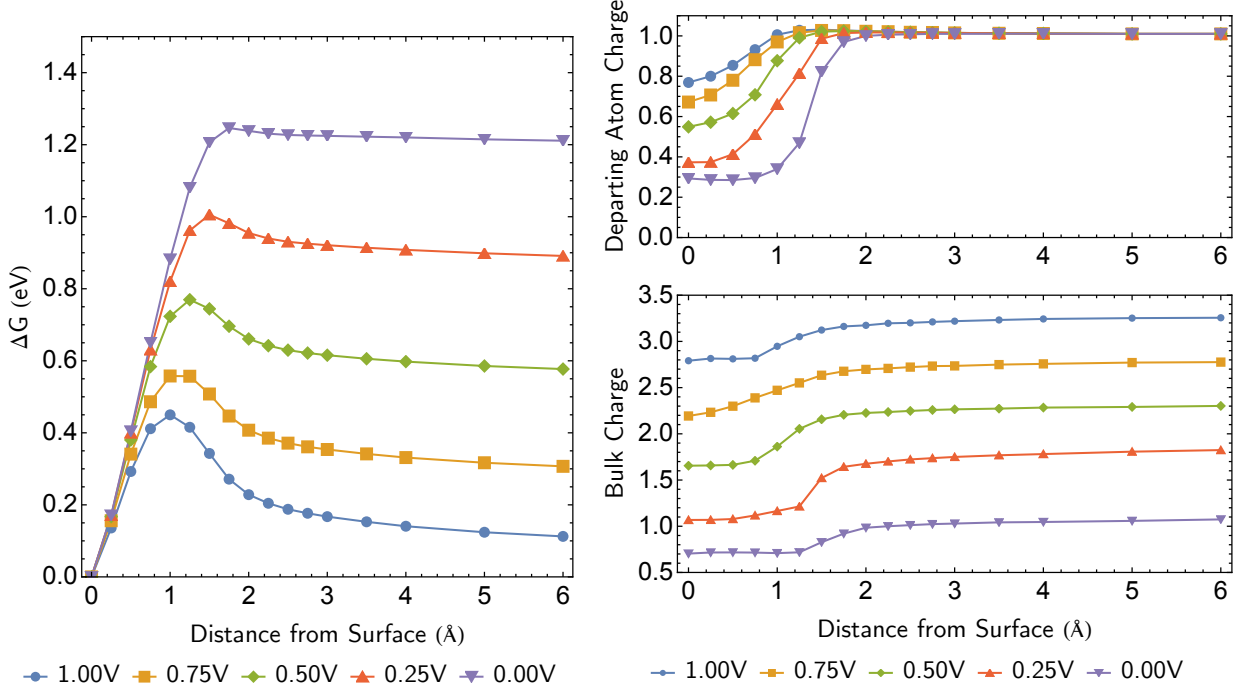 ΔG (eV)
1.4
1.2
1.0
0.8
0.6
0.4
0.2
0.0
0 1 2 3 4 5 6
Distance from Surface (Å)
1.00V 0.75V 0.50V 0.25V 0.00V
Departing Atom Charge
1.0
0.8
0.6
0.4
0.2
0.0
0 1 2 3 4 5 6
Bulk Charge
3.5
3.0
2.5
2.0
1.5
1.0
0.5
0 1 2 3 4 5 6
Distance from Surface (Å)
1.00V 0.75V 0.50V 0.25V 0.00V